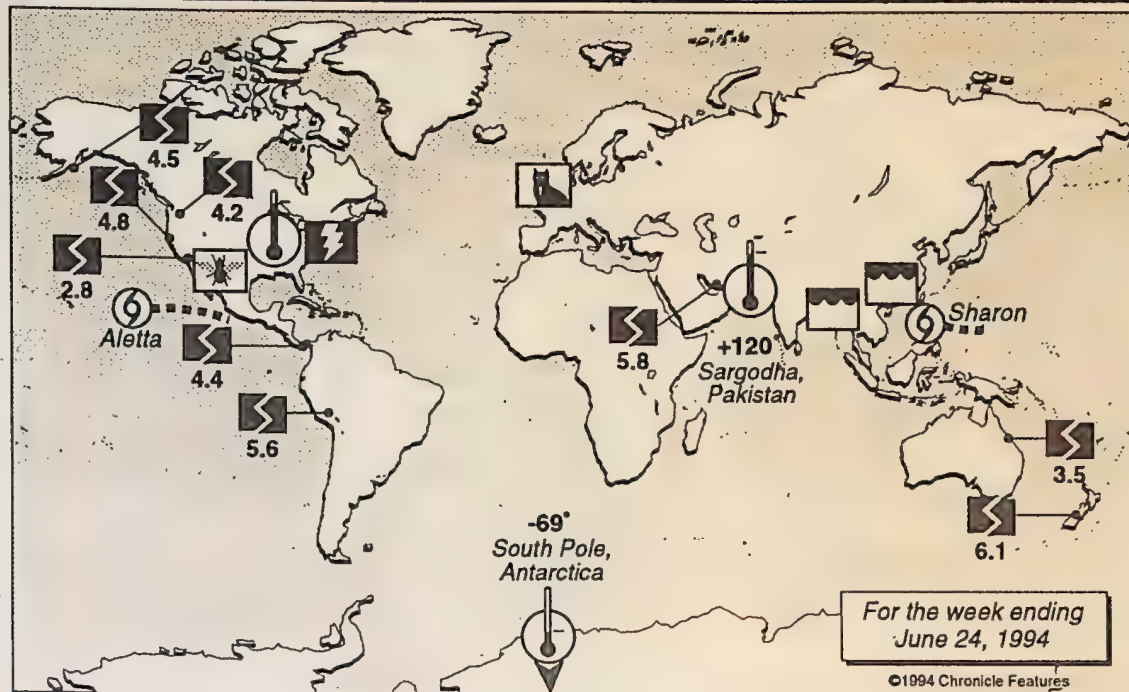 4.5
4.8
4.2
2.8
Aletta
4.4
5.6
5.8
+120
Sargodha,
Pakistan
Sharon
3.5
6.1
-69°
South Pole,
Antarctica
For the week ending
June 24, 1994
©1994 Chronicle Features